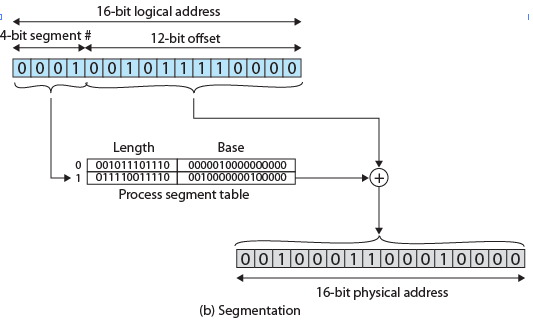 16-bit logical address
4-bit segment # 12-bit offset
0 0 0 1 0 0 1 0 1 1 1 1 0 0 0 0
Length Base
0 001011101110 0000010000000000
1 011110011110 0010000000100000
Process segment table
+
0 0 1 0 0 0 1 1 0 0 0 1 0 0 0 0
16-bit physical address
(b) Segmentation